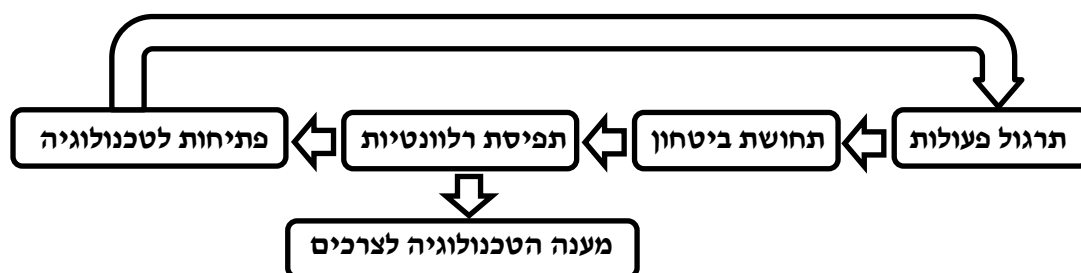 תרגול פעולות
תחושת ביטחון
תפיסת רלוונטיות
פתיחות לטכנולוגיה
מענה הטכנולוגיה לצרכים